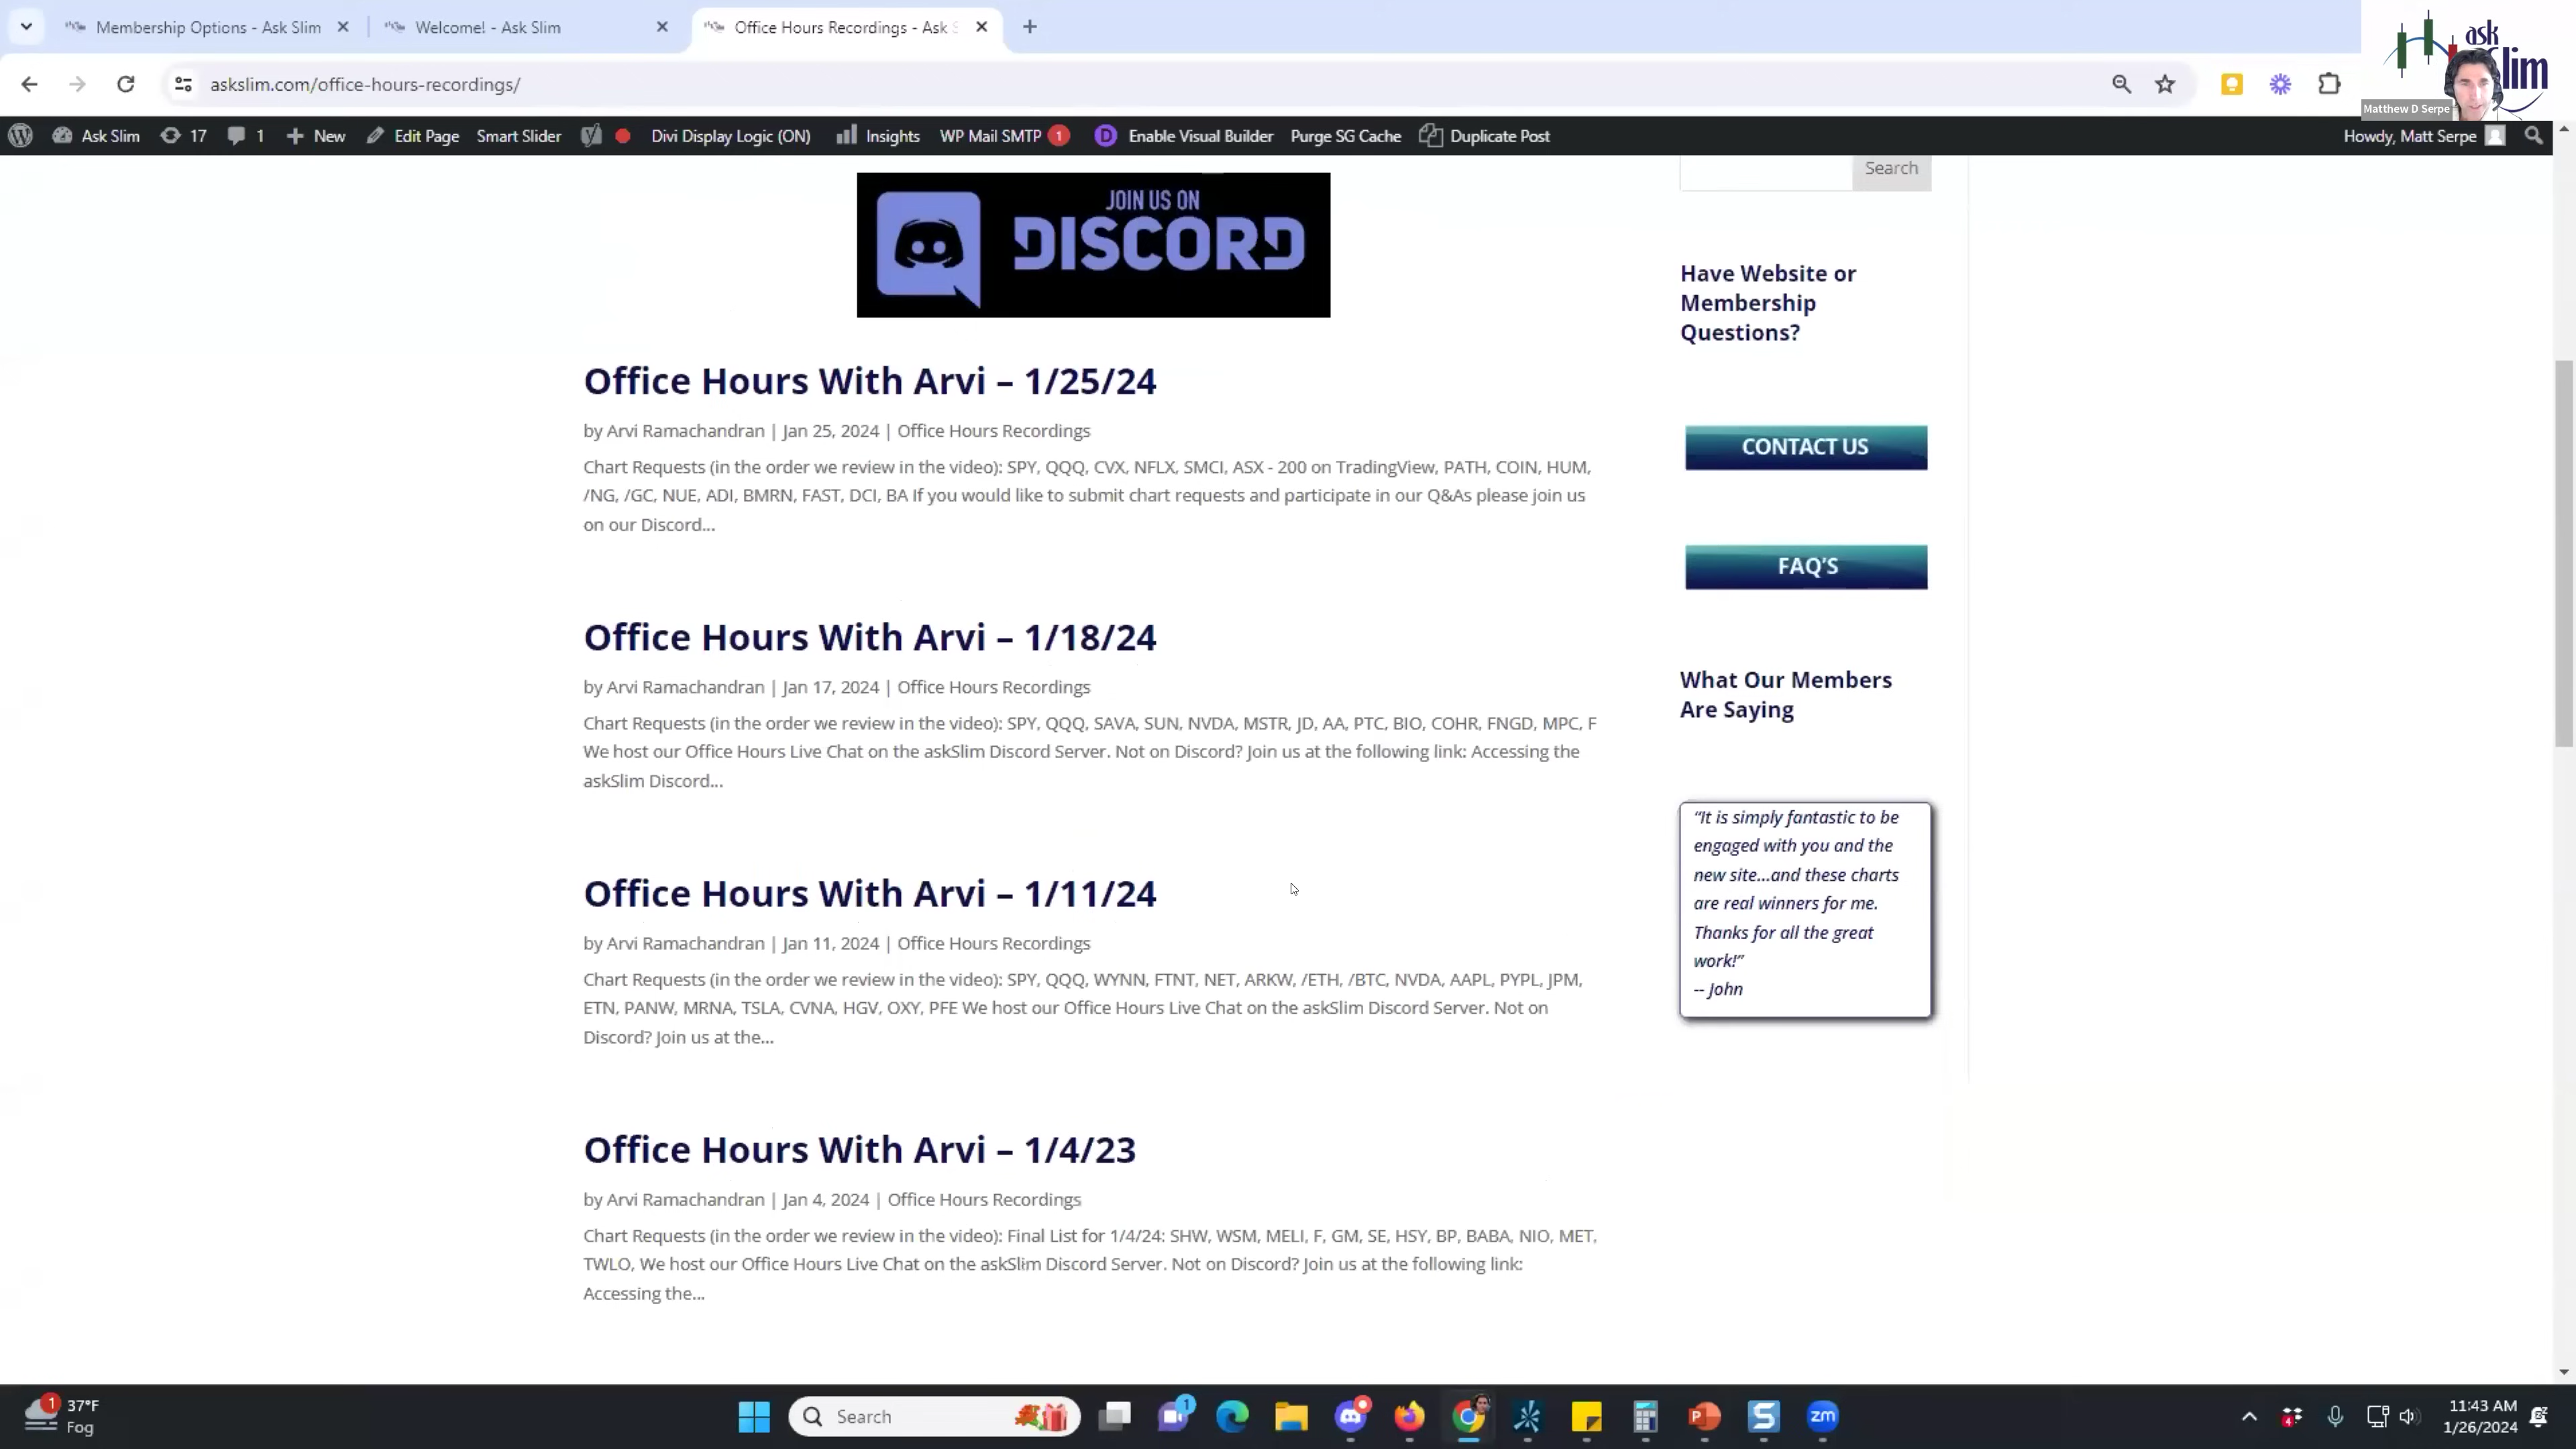 Membership Options - Ask Slim
Welcome! - Ask Slim
Office Hours Recordings - Ask S
askslim.com/office-hours-recordings/
ask
Slim
Matthew D Serpe
Ask Slim 17 1 New Edit Page Smart Slider Divi Display Logic (ON) Insights WP Mail SMTP 1 Enable Visual Builder Purge SG Cache Duplicate Post Howdy, Matt Serpe
Search
JOIN US ON
DISCORD
Have Website or
Membership
Questions?
CONTACT US
FAQ'S
What Our Members
Are Saying
“It is simply fantastic to be
engaged with you and the
new site...and these charts
are real winners for me.
Thanks for all the great
work!”
-- John
Office Hours With Arvi – 1/25/24
by Arvi Ramachandran | Jan 25, 2024 | Office Hours Recordings
Chart Requests (in the order we review in the video): SPY, QQQ, CVX, NFLX, SMCI, ASX - 200 on TradingView, PATH, COIN, HUM,
/NG, /GC, NUE, ADI, BMRN, FAST, DCI, BA If you would like to submit chart requests and participate in our Q&As please join us
on our Discord...
Office Hours With Arvi – 1/18/24
by Arvi Ramachandran | Jan 17, 2024 | Office Hours Recordings
Chart Requests (in the order we review in the video): SPY, QQQ, SAVA, SUN, NVDA, MSTR, JD, AA, PTC, BIO, COHR, FNGD, MPC, F
We host our Office Hours Live Chat on the askSlim Discord Server. Not on Discord? Join us at the following link: Accessing the
askSlim Discord...
Office Hours With Arvi – 1/11/24
by Arvi Ramachandran | Jan 11, 2024 | Office Hours Recordings
Chart Requests (in the order we review in the video): SPY, QQQ, WYNN, FTNT, NET, ARKW, /ETH, /BTC, NVDA, AAPL, PYPL, JPM,
ETN, PANW, MRNA, TSLA, CVNA, HGV, OXY, PFE We host our Office Hours Live Chat on the askSlim Discord Server. Not on
Discord? Join us at the...
Office Hours With Arvi – 1/4/23
by Arvi Ramachandran | Jan 4, 2024 | Office Hours Recordings
Chart Requests (in the order we review in the video): Final List for 1/4/24: SHW, WSM, MELI, F, GM, SE, HSY, BP, BABA, NIO, MET,
TWLO, We host our Office Hours Live Chat on the askSlim Discord Server. Not on Discord? Join us at the following link:
Accessing the...
1
37°F
Fog
Search
1
P
S
zm
4
11:43 AM
1/26/2024